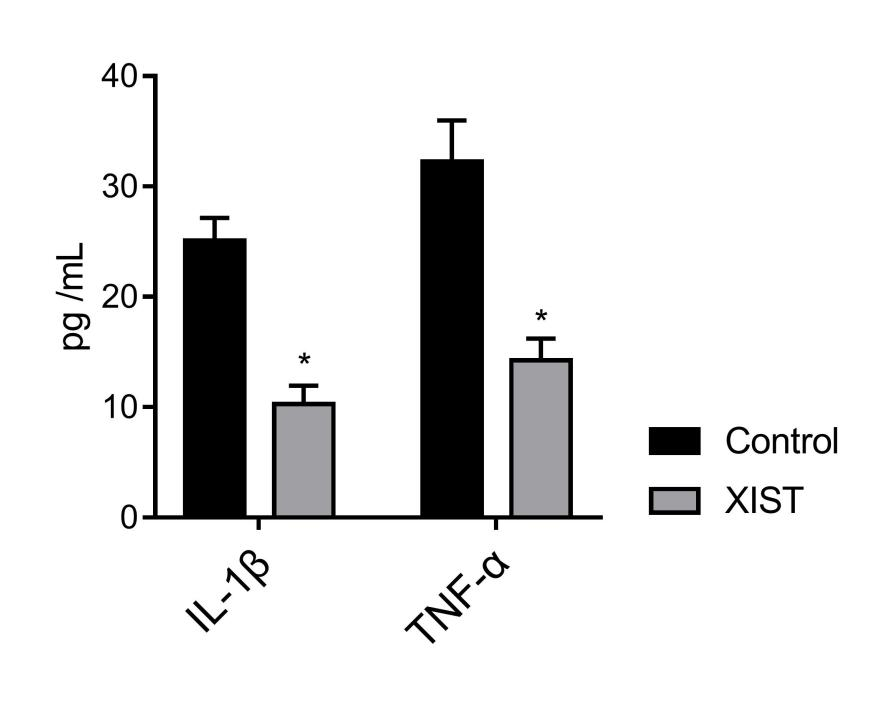 40
30
20
10
0
pg /mL
*
*
IL-1β
TNF-α
Control
XIST